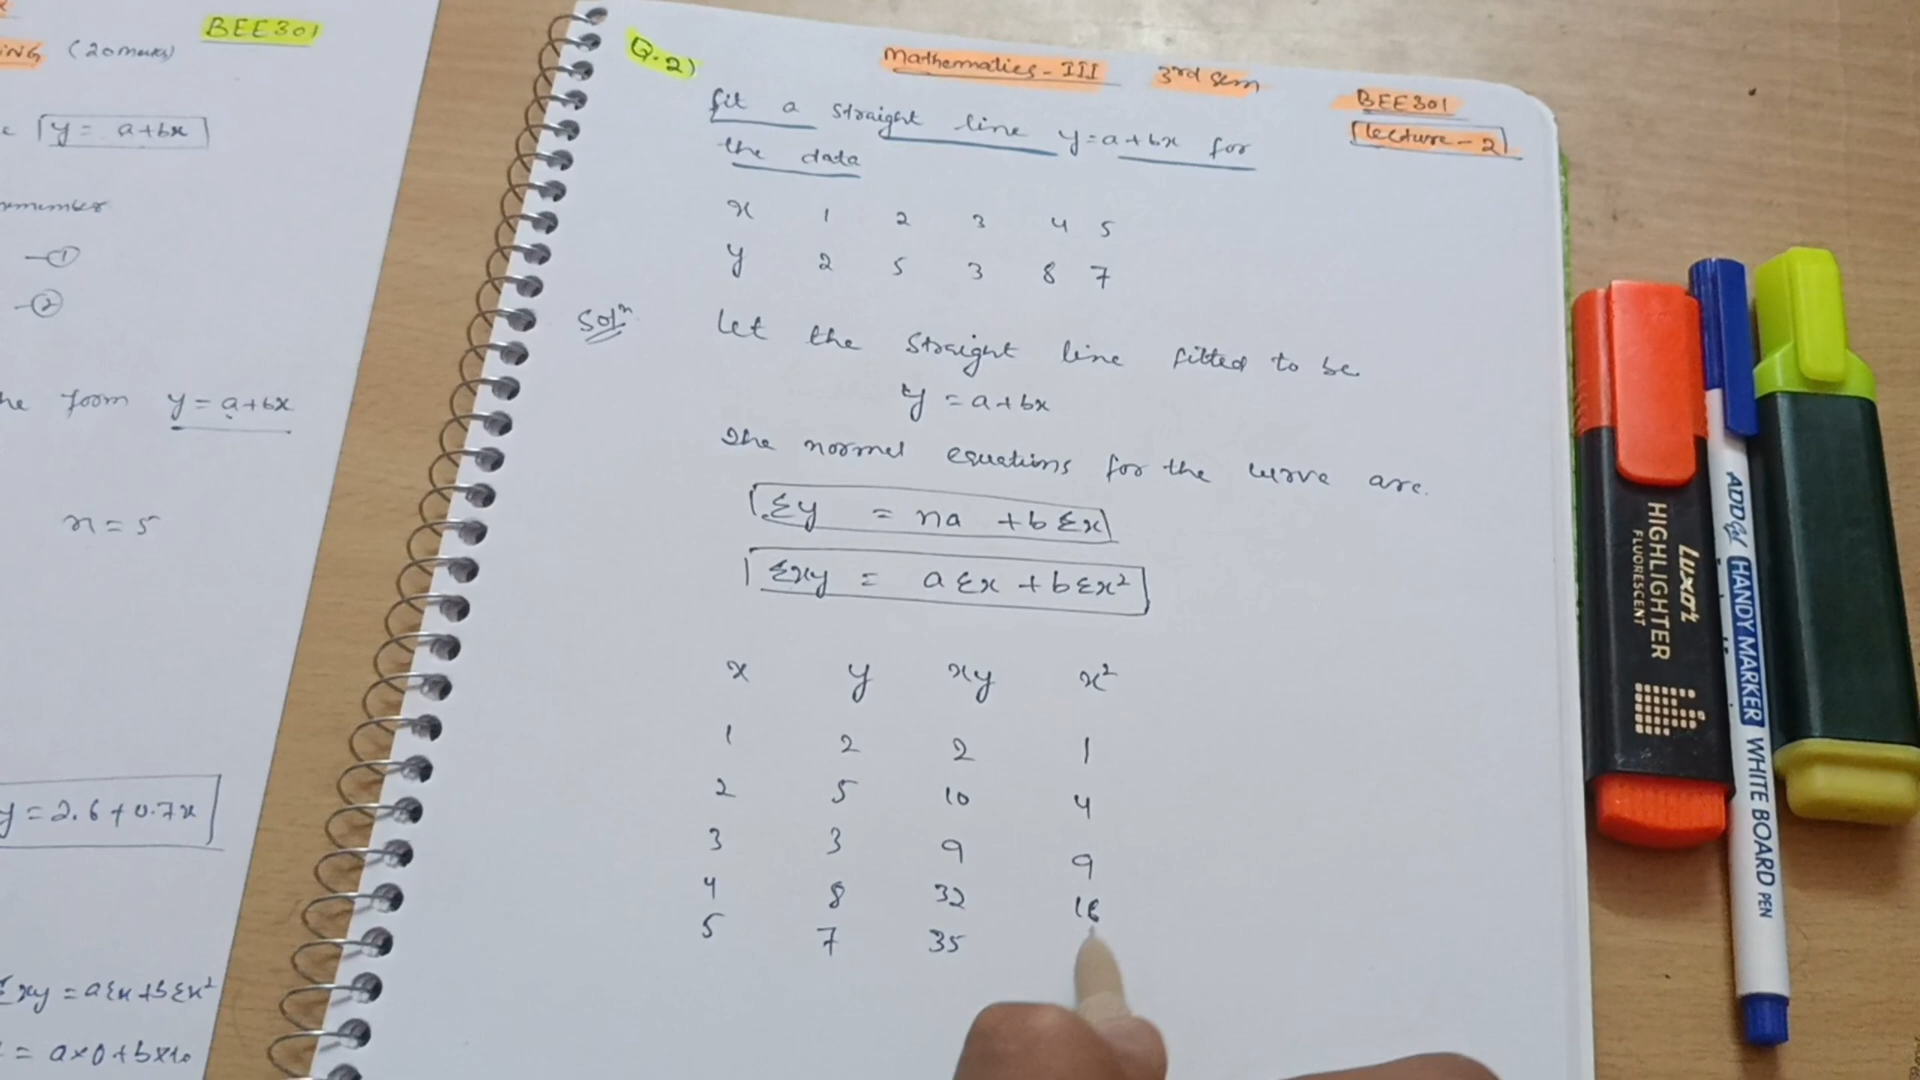 ING (20 marks) BEE301
y = a+bx
remember
-①
-②
the form y = a+bx
n = 5
y = 2.6 + 0.7x
Σxy = aΣx + bΣx²
= a×0 + b×10
Q.2) Mathematics - III 3rd sem BEE301
Lecture - 2
fit a straight line y=a+bx for
the data
x 1 2 3 4 5
y 2 5 3 8 7
Solⁿ Let the straight line fitted to be
y = a+bx
The normal equations for the curve are.
Σy = na + bΣx
Σxy = aΣx + bΣx²
x y xy x²
1 2 2 1
2 5 10 4
3 3 9 9
4 8 32 16
5 7 35
Luxor
HIGHLIGHTER
FLUORESCENT
ADD Gel HANDY MARKER WHITE BOARD PEN